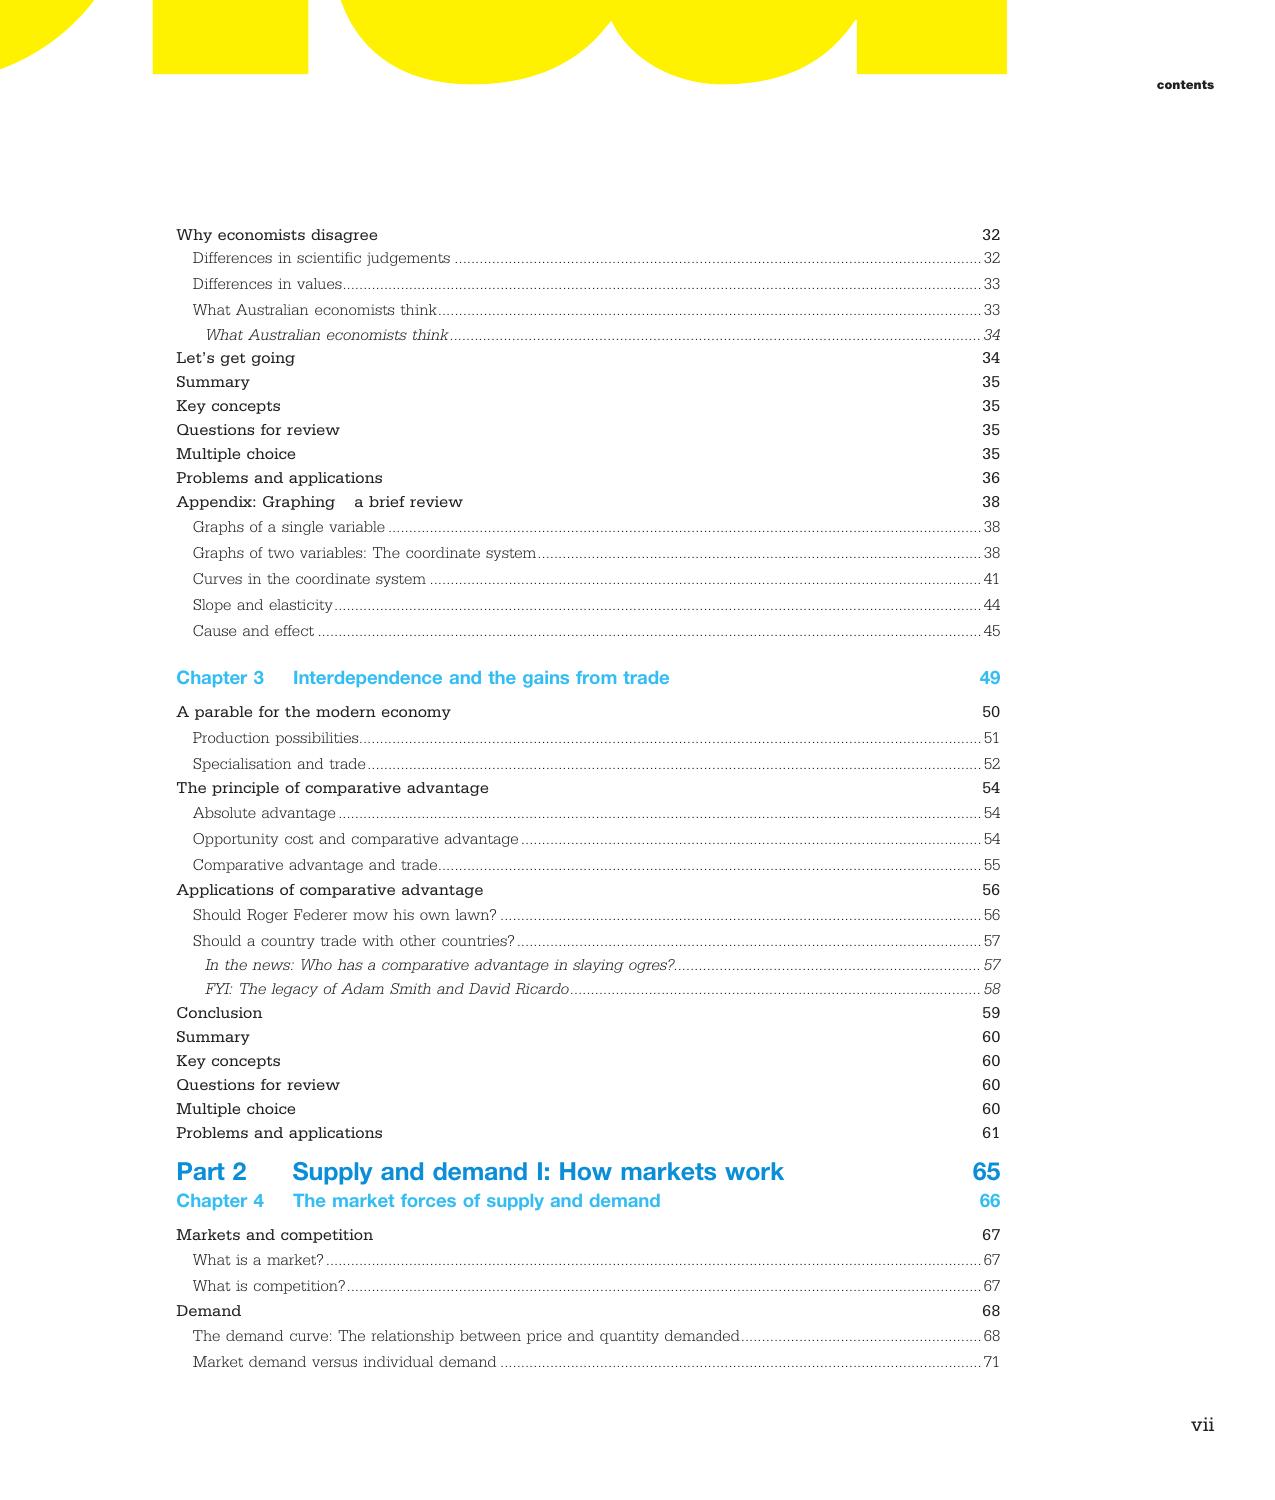 contents
Why economists disagree 32
Differences in scientific judgements 32
Differences in values 33
What Australian economists think 33
What Australian economists think 34
Let's get going 34
Summary 35
Key concepts 35
Questions for review 35
Multiple choice 35
Problems and applications 36
Appendix: Graphing a brief review 38
Graphs of a single variable 38
Graphs of two variables: The coordinate system 38
Curves in the coordinate system 41
Slope and elasticity 44
Cause and effect 45
Chapter 3 Interdependence and the gains from trade 49
A parable for the modern economy 50
Production possibilities 51
Specialisation and trade 52
The principle of comparative advantage 54
Absolute advantage 54
Opportunity cost and comparative advantage 54
Comparative advantage and trade 55
Applications of comparative advantage 56
Should Roger Federer mow his own lawn? 56
Should a country trade with other countries? 57
In the news: Who has a comparative advantage in slaying ogres? 57
FYI: The legacy of Adam Smith and David Ricardo 58
Conclusion 59
Summary 60
Key concepts 60
Questions for review 60
Multiple choice 60
Problems and applications 61
Part 2 Supply and demand I: How markets work 65
Chapter 4 The market forces of supply and demand 66
Markets and competition 67
What is a market? 67
What is competition? 67
Demand 68
The demand curve: The relationship between price and quantity demanded 68
Market demand versus individual demand 71
vii